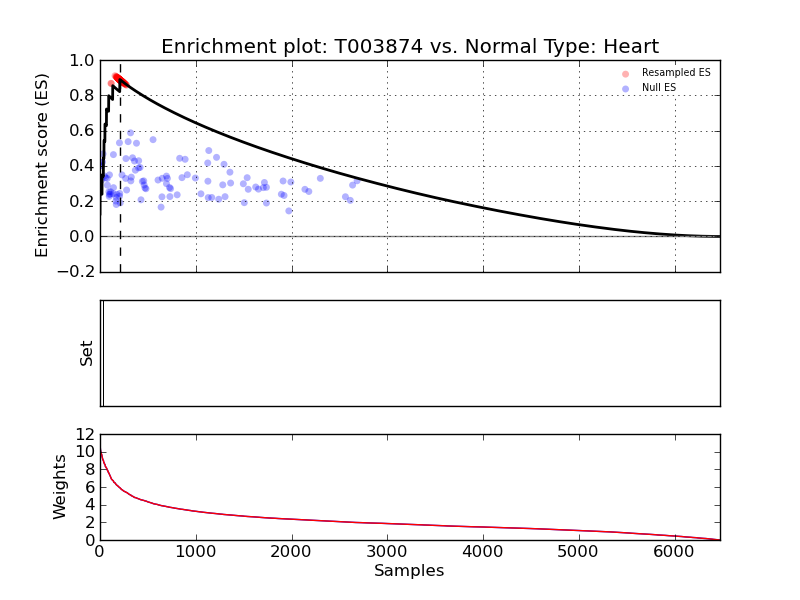 Enrichment plot: T003874 vs. Normal Type: Heart
Enrichment score (ES)
1.0
0.8
0.6
0.4
0.2
0.0
−0.2
Resampled ES
Null ES
Set
Weights
12
10
8
6
4
2
0
0 1000 2000 3000 4000 5000 6000
Samples